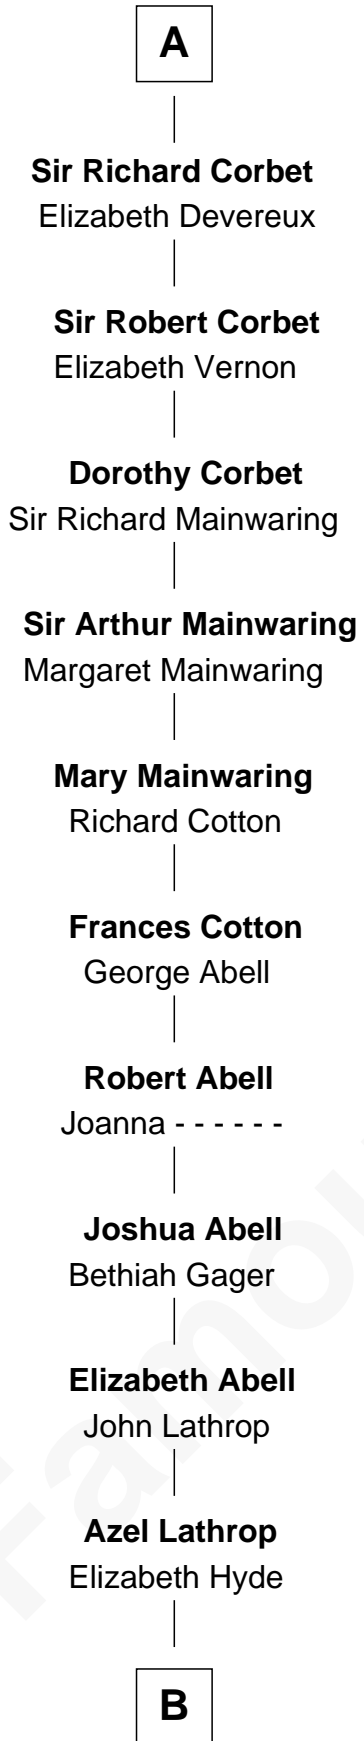 A
Sir Richard Corbet
Elizabeth Devereux
Sir Robert Corbet
Elizabeth Vernon
Dorothy Corbet
Sir Richard Mainwaring
Sir Arthur Mainwaring
Margaret Mainwaring
Mary Mainwaring
Richard Cotton
Frances Cotton
George Abell
Robert Abell
Joanna - - - - - -
Joshua Abell
Bethiah Gager
Elizabeth Abell
John Lathrop
Azel Lathrop
Elizabeth Hyde
B
Famou